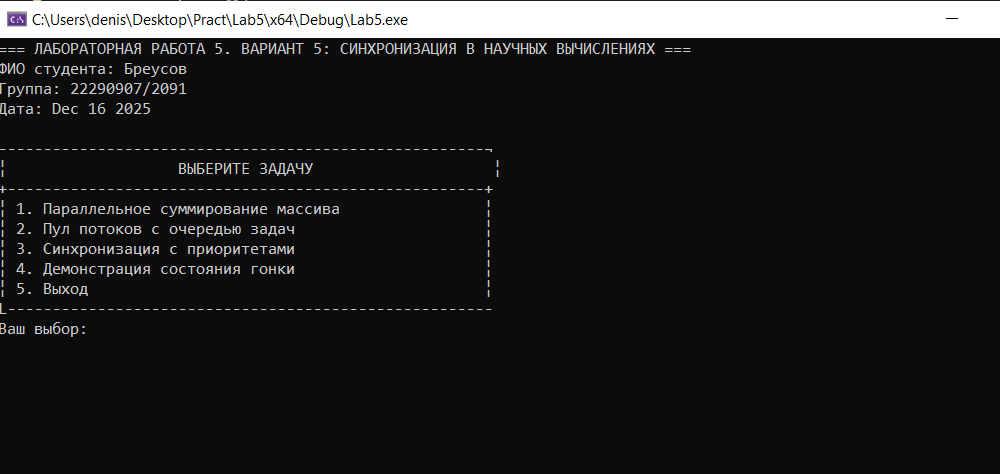 C:\Users\denis\Desktop\Pract\Lab5\x64\Debug\Lab5.exe
=== ЛАБОРАТОРНАЯ РАБОТА 5. ВАРИАНТ 5: СИНХРОНИЗАЦИЯ В НАУЧНЫХ ВЫЧИСЛЕНИЯХ ===
ФИО студента: Бреусов
Группа: 22290907/2091
Дата: Dec 16 2025
ВЫБЕРИТЕ ЗАДАЧУ
1. Параллельное суммирование массива
2. Пул потоков с очередью задач
3. Синхронизация с приоритетами
4. Демонстрация состояния гонки
5. Выход
Ваш выбор: